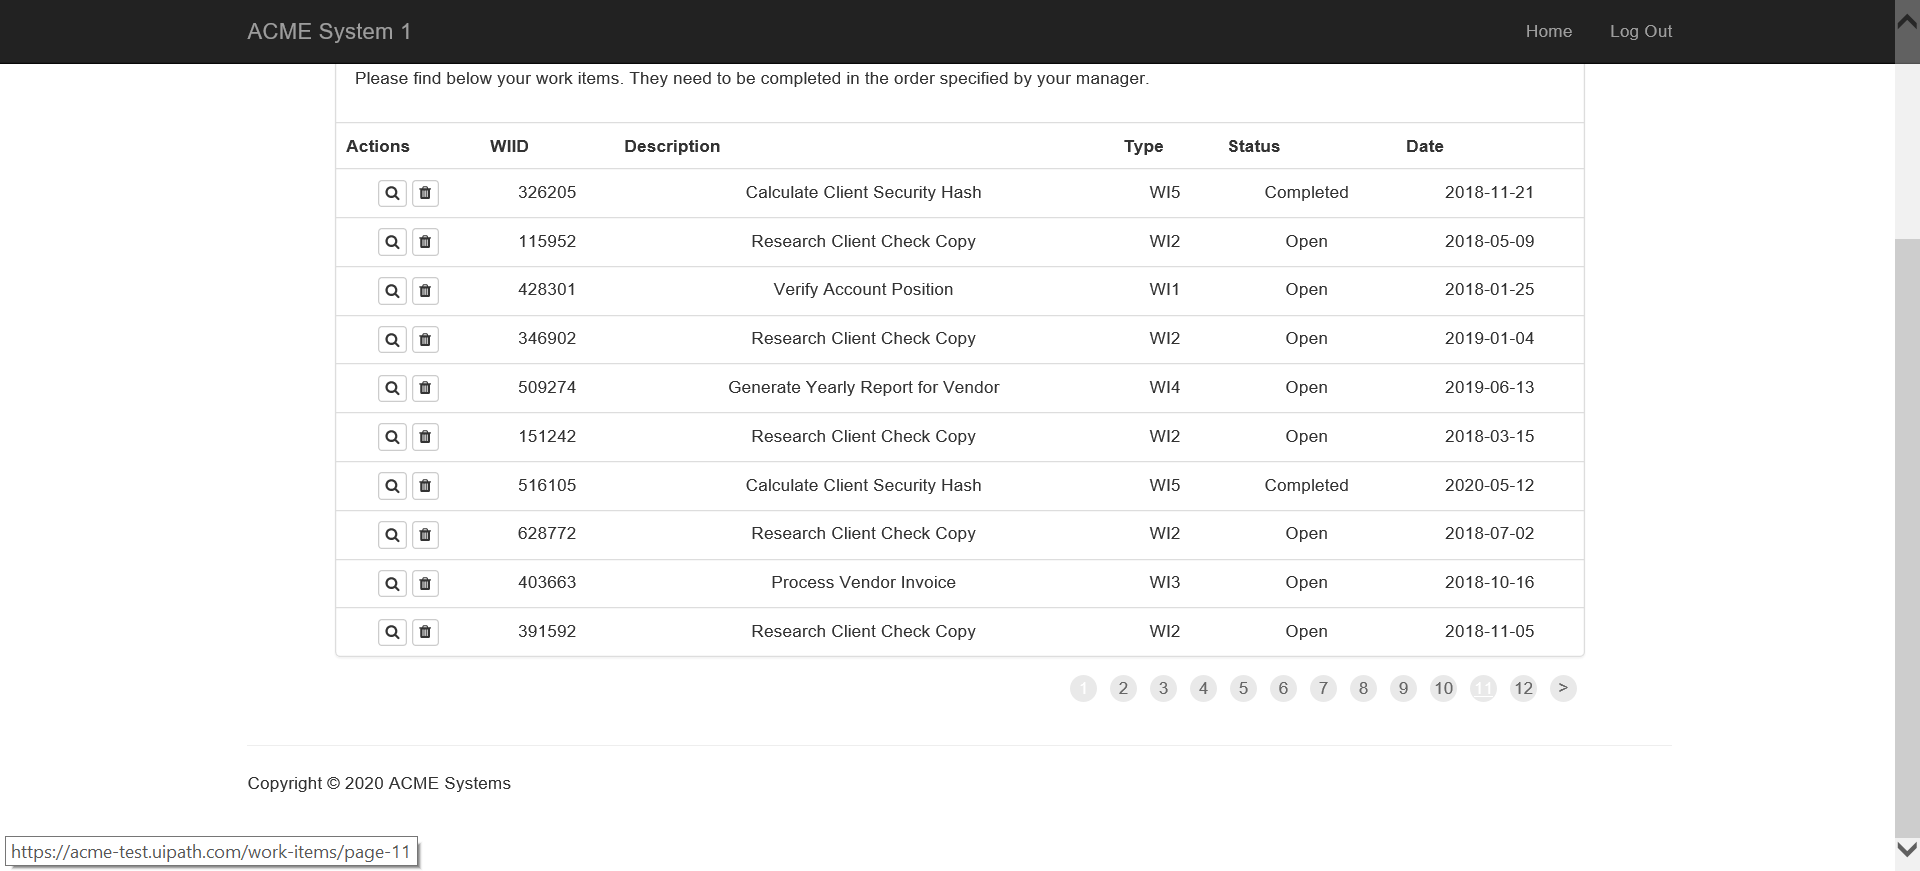 ACME System 1 Home Log Out
Please find below your work items. They need to be completed in the order specified by your manager.
Actions WIID Description Type Status Date
326205 Calculate Client Security Hash WI5 Completed 2018-11-21
115952 Research Client Check Copy WI2 Open 2018-05-09
428301 Verify Account Position WI1 Open 2018-01-25
346902 Research Client Check Copy WI2 Open 2019-01-04
509274 Generate Yearly Report for Vendor WI4 Open 2019-06-13
151242 Research Client Check Copy WI2 Open 2018-03-15
516105 Calculate Client Security Hash WI5 Completed 2020-05-12
628772 Research Client Check Copy WI2 Open 2018-07-02
403663 Process Vendor Invoice WI3 Open 2018-10-16
391592 Research Client Check Copy WI2 Open 2018-11-05
1 2 3 4 5 6 7 8 9 10 11 12 >
Copyright © 2020 ACME Systems
https://acme-test.uipath.com/work-items/page-11